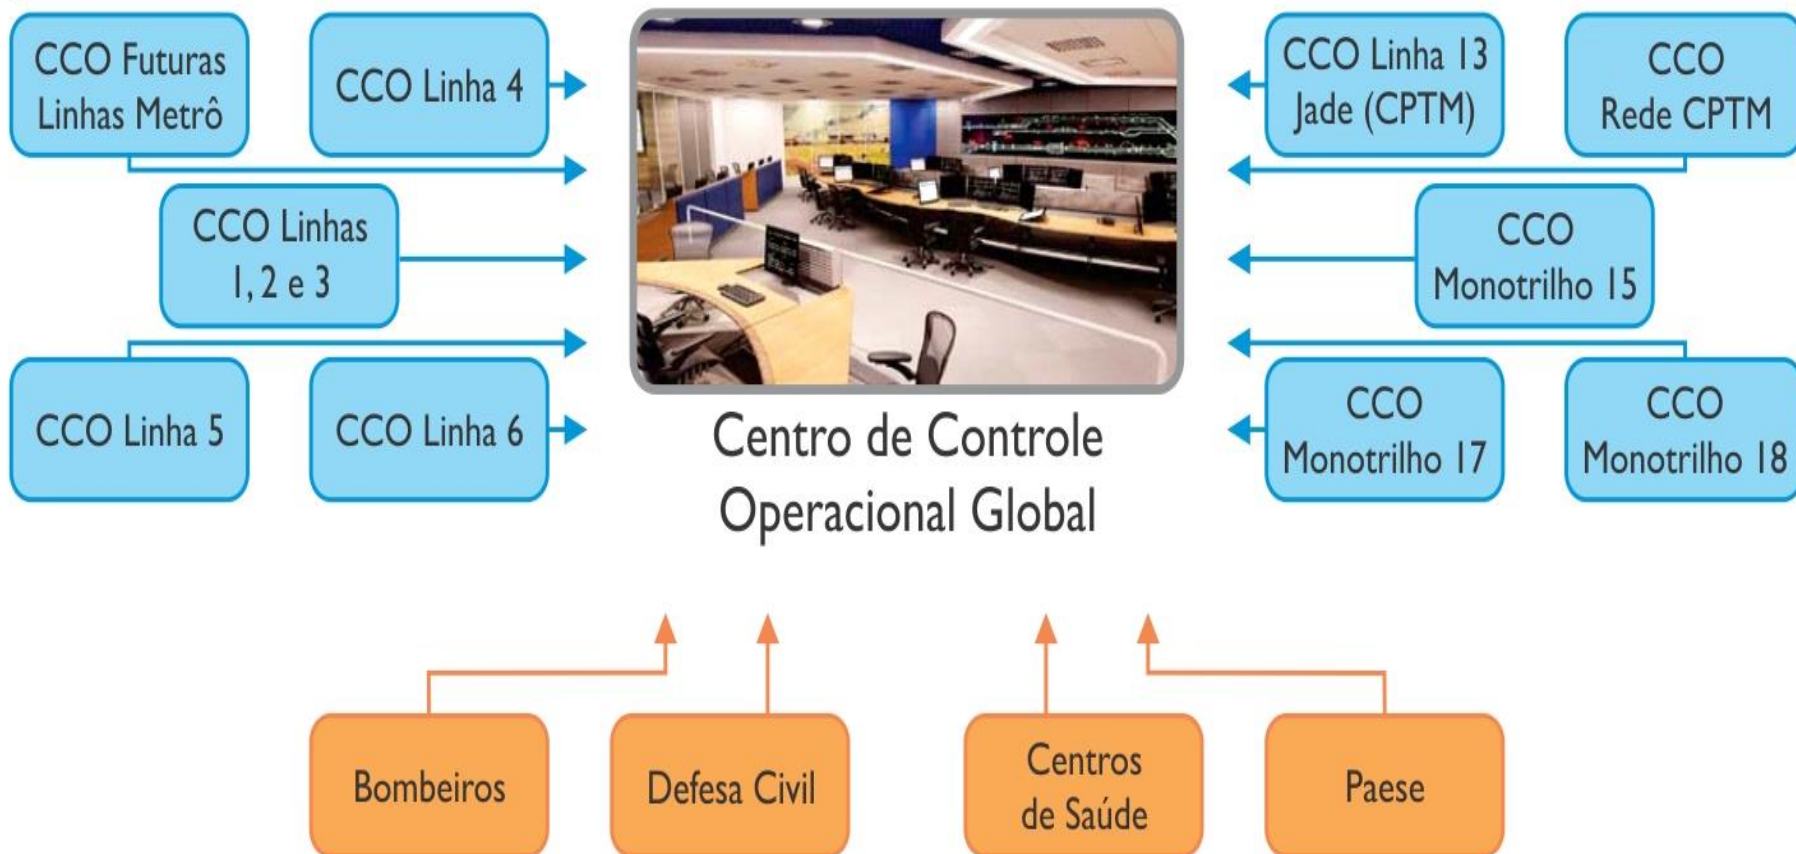 CCO Futuras
Linhas Metrô
CCO Linha 4
CCO Linhas
1, 2 e 3
CCO Linha 5
CCO Linha 6
Centro de Controle
Operacional Global
CCO Linha 13
Jade (CPTM)
CCO
Rede CPTM
CCO
Monotrilho 15
CCO
Monotrilho 17
CCO
Monotrilho 18
Bombeiros
Defesa Civil
Centros
de Saúde
Paese